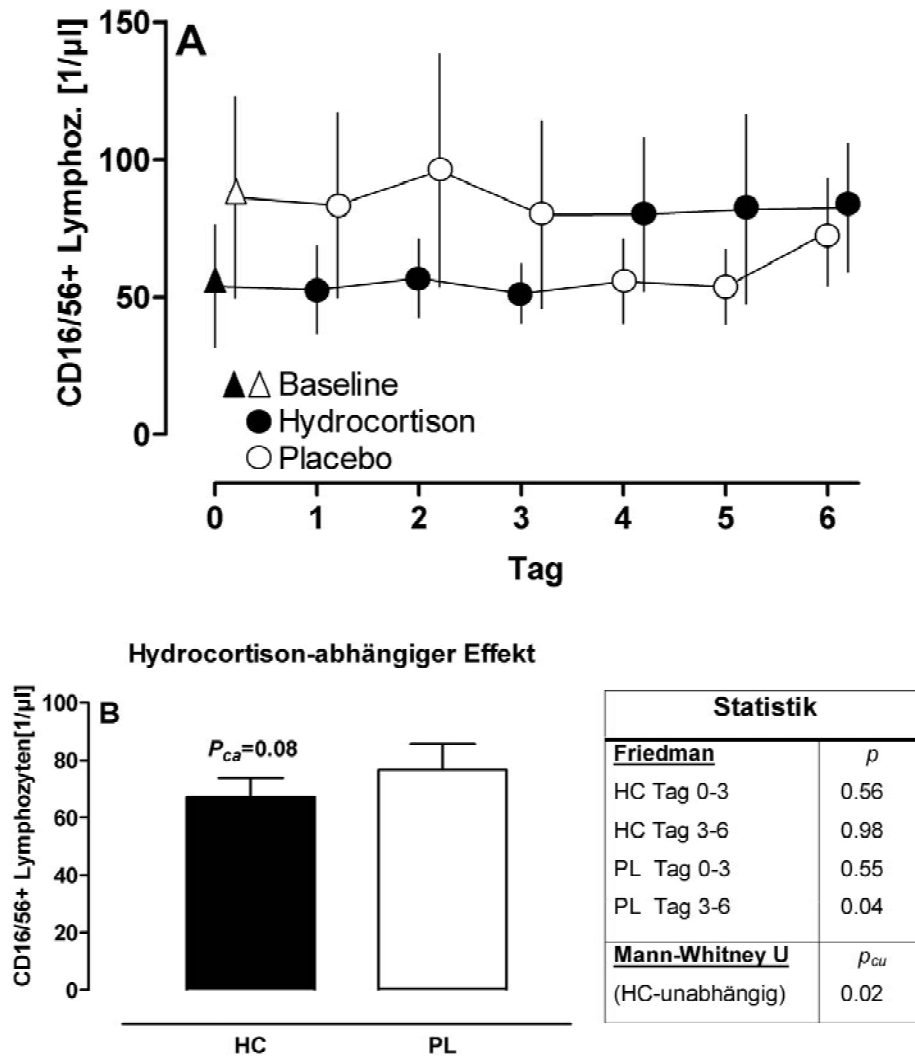 A
CD16/56+ Lymphoz. [1/µl]
150
100
50
0
▲△ Baseline
● Hydrocortison
○ Placebo
0 1 2 3 4 5 6
Tag
Hydrocortison-abhängiger Effekt
B
CD16/56+ Lymphozyten[1/µl]
100
80
60
40
20
0
Pca=0.08
HC PL
Statistik
Friedman p
HC Tag 0-3 0.56
HC Tag 3-6 0.98
PL Tag 0-3 0.55
PL Tag 3-6 0.04
Mann-Whitney U pcu
(HC-unabhängig) 0.02